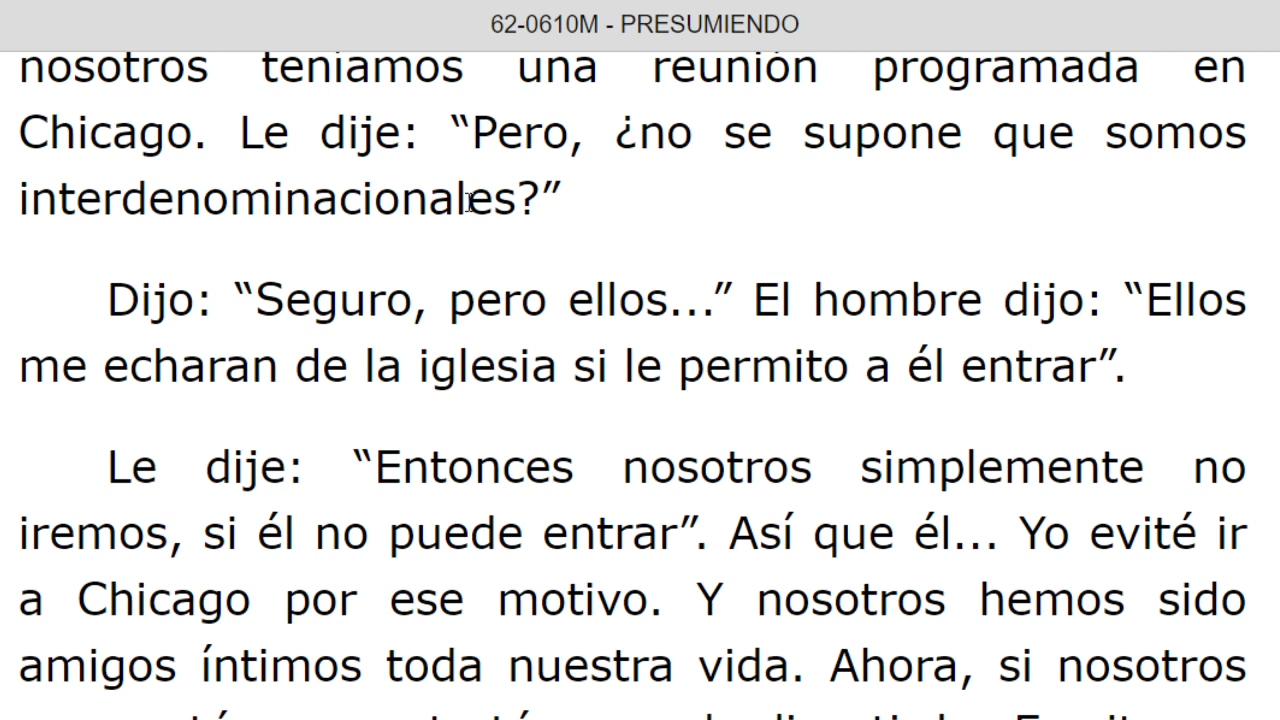 62-0610M - PRESUMIENDO
nosotros teníamos una reunión programada en
Chicago. Le dije: “Pero, ¿no se supone que somos
interdenominacionales?”
Dijo: “Seguro, pero ellos...” El hombre dijo: “Ellos
me echaran de la iglesia si le permito a él entrar”.
Le dije: “Entonces nosotros simplemente no
iremos, si él no puede entrar”. Así que él... Yo evité ir
a Chicago por ese motivo. Y nosotros hemos sido
amigos íntimos toda nuestra vida. Ahora, si nosotros